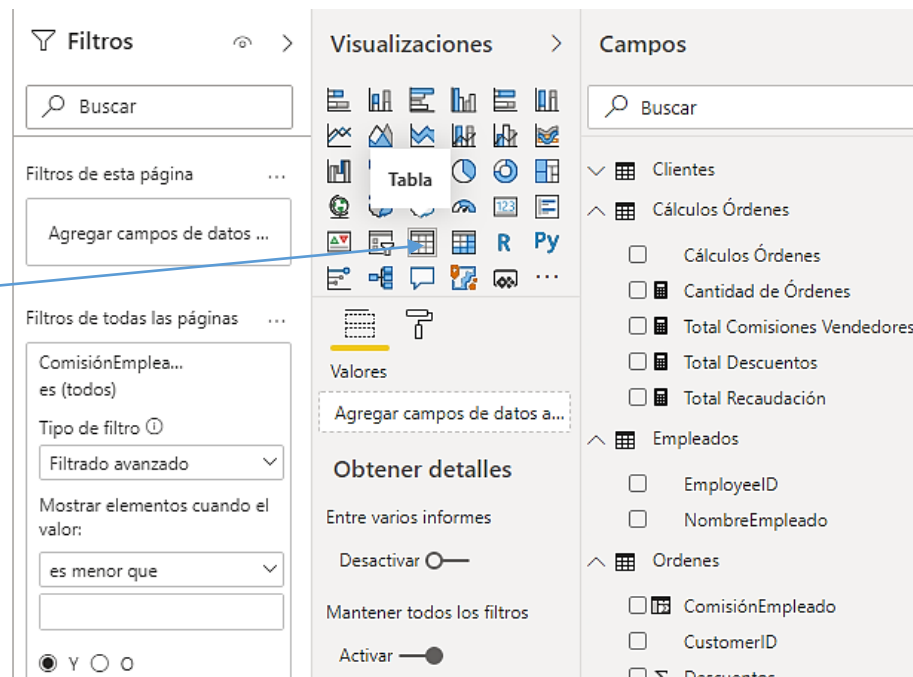 Filtros
Buscar
Filtros de esta página
...
Agregar campos de datos ...
Filtros de todas las páginas
...
ComisiónEmplea...
es (todos)
Tipo de filtro
Filtrado avanzado
Mostrar elementos cuando el
valor:
es menor que
Y O
Visualizaciones
Tabla
123
R Py
...
Valores
Agregar campos de datos a...
Obtener detalles
Entre varios informes
Desactivar
Mantener todos los filtros
Activar
Campos
Buscar
Clientes
Cálculos Órdenes
Cálculos Órdenes
Cantidad de Órdenes
Total Comisiones Vendedores
Total Descuentos
Total Recaudación
Empleados
EmployeeID
NombreEmpleado
Ordenes
ComisiónEmpleado
CustomerID
Descuentos